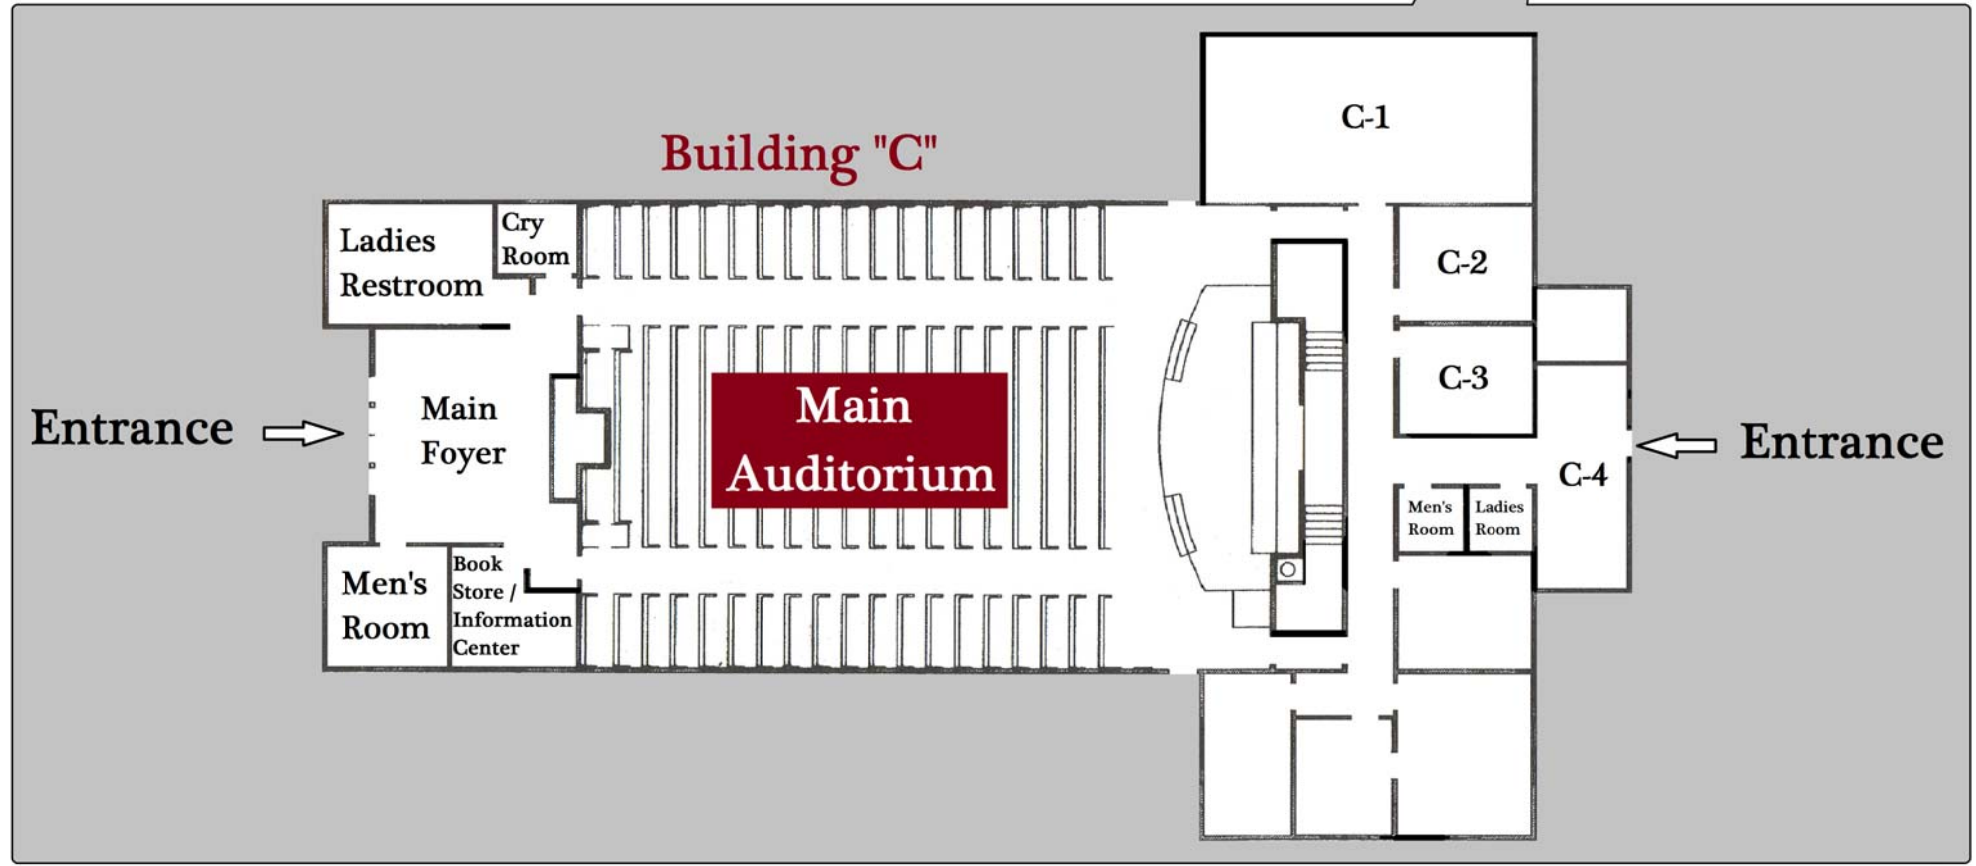 Building "C"
C-1
Ladies
Restroom
Cry
Room
C-2
C-3
Entrance
Main
Foyer
Main
Auditorium
Entrance
C-4
Men's
Room
Ladies
Room
Men's
Room
Book
Store /
Information
Center